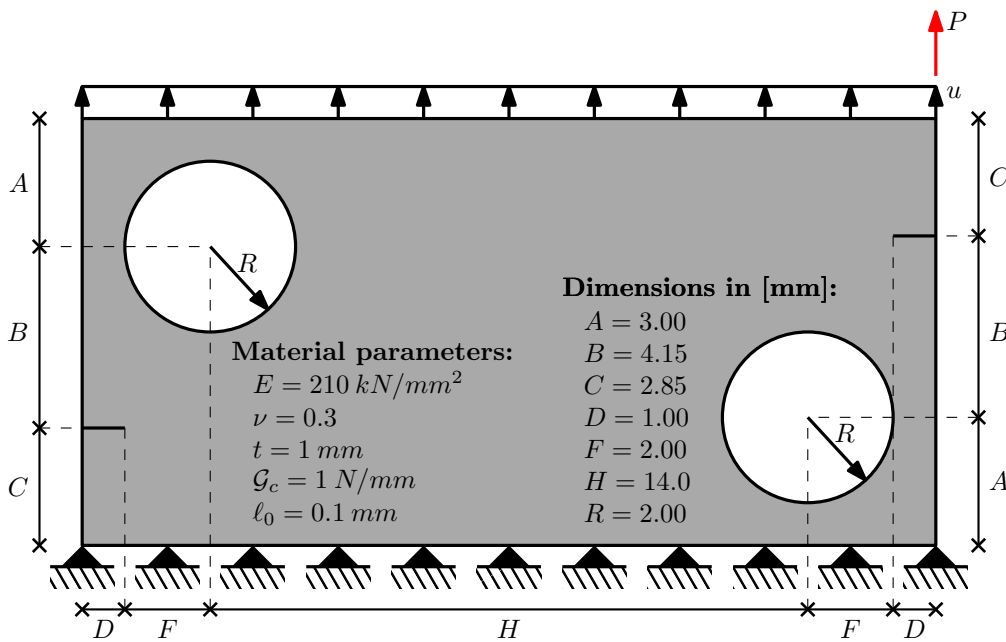 P
u
A
C
R
B
B
Dimensions in [mm]:
A = 3.00
Material parameters:
B = 4.15
E = 210 kN/mm²
C = 2.85
ν = 0.3
D = 1.00
t = 1 mm
F = 2.00
R
𝒢c = 1 N/mm
H = 14.0
C
A
ℓ0 = 0.1 mm
R = 2.00
D F H F D